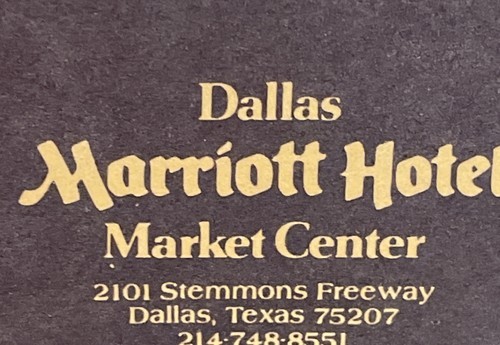 Dallas
Marriott Hotel
Market Center
2101 Stemmons Freeway
Dallas, Texas 75207
214·748·8551